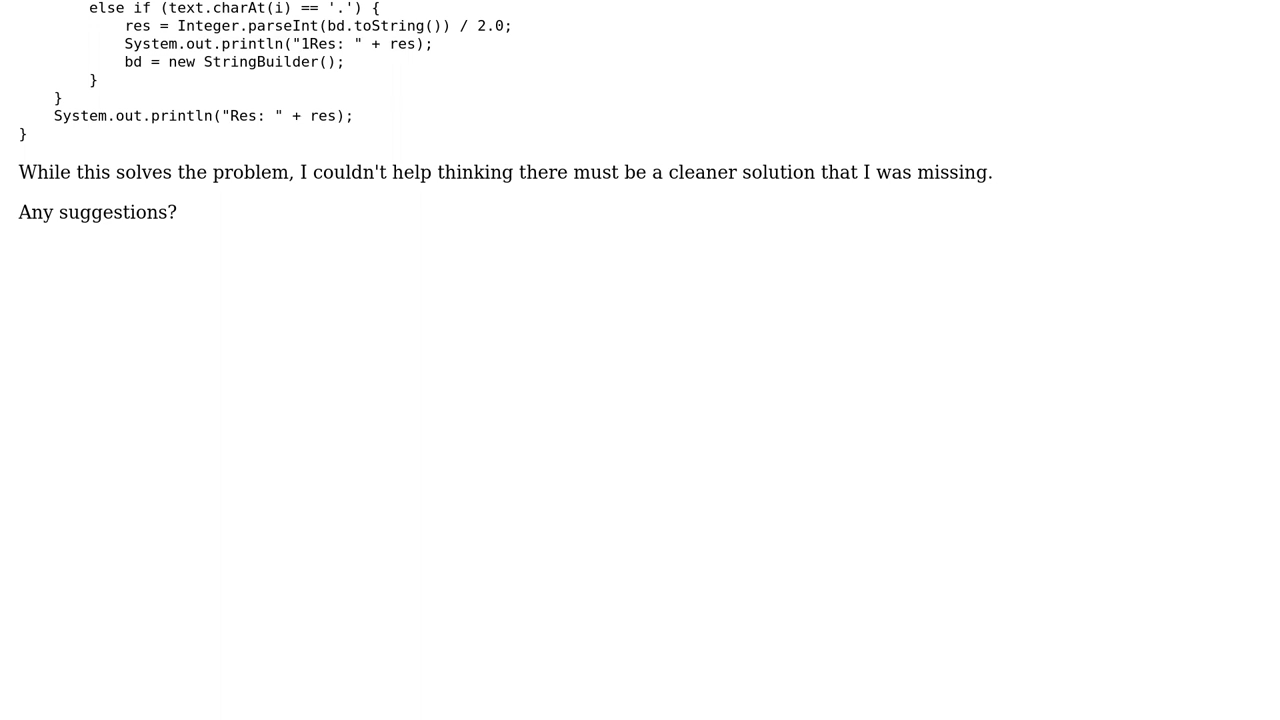 else if (text.charAt(i) == '.') {
            res = Integer.parseInt(bd.toString()) / 2.0;
            System.out.println("1Res: " + res);
            bd = new StringBuilder();
        }
    }
    System.out.println("Res: " + res);
}
While this solves the problem, I couldn't help thinking there must be a cleaner solution that I was missing.
Any suggestions?